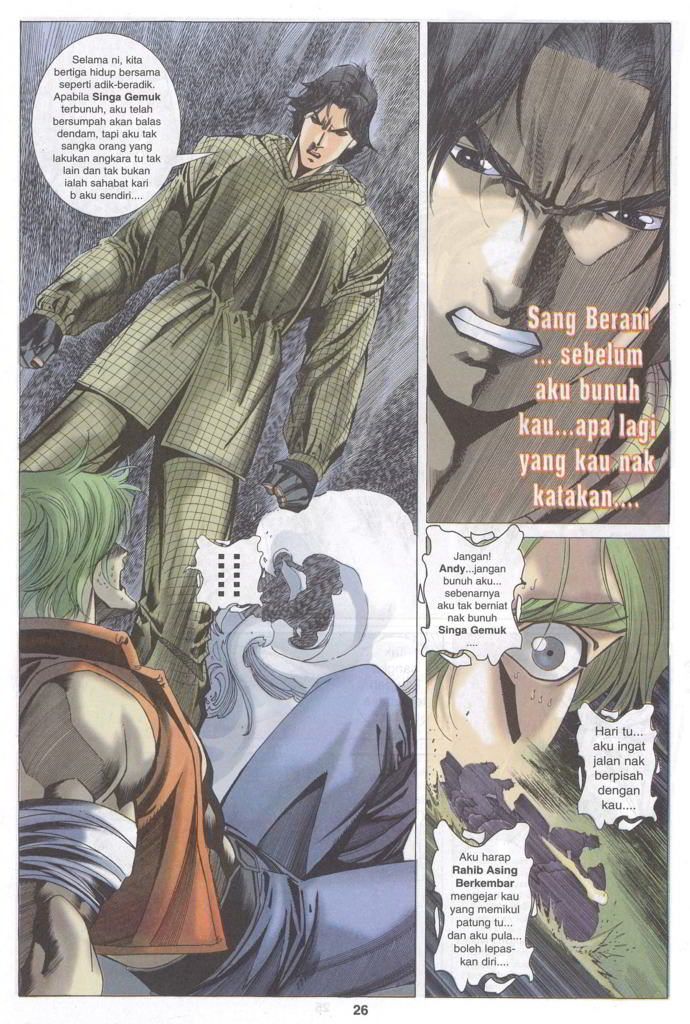 Selama ni, kita
bertiga hidup bersama
seperti adik-beradik.
Apabila Singa Gemuk
terbunuh, aku telah
bersumpah akan balas
dendam, tapi aku tak
sangka orang yang
lakukan angkara tu tak
lain dan tak bukan
ialah sahabat kari
b aku sendiri....
Sang Berani
... sebelum
aku bunuh
kau...apa lagi
yang kau nak
katakan....
Jangan!
Andy...jangan
bunuh aku...
sebenarnya
aku tak berniat
nak bunuh
Singa Gemuk
....
Hari tu...
aku ingat
jalan nak
berpisah
dengan
kau....
Aku harap
Rahib Asing
Berkembar
mengejar kau
yang memikul
patung tu...
dan aku pula...
boleh lepas-
kan diri....
26